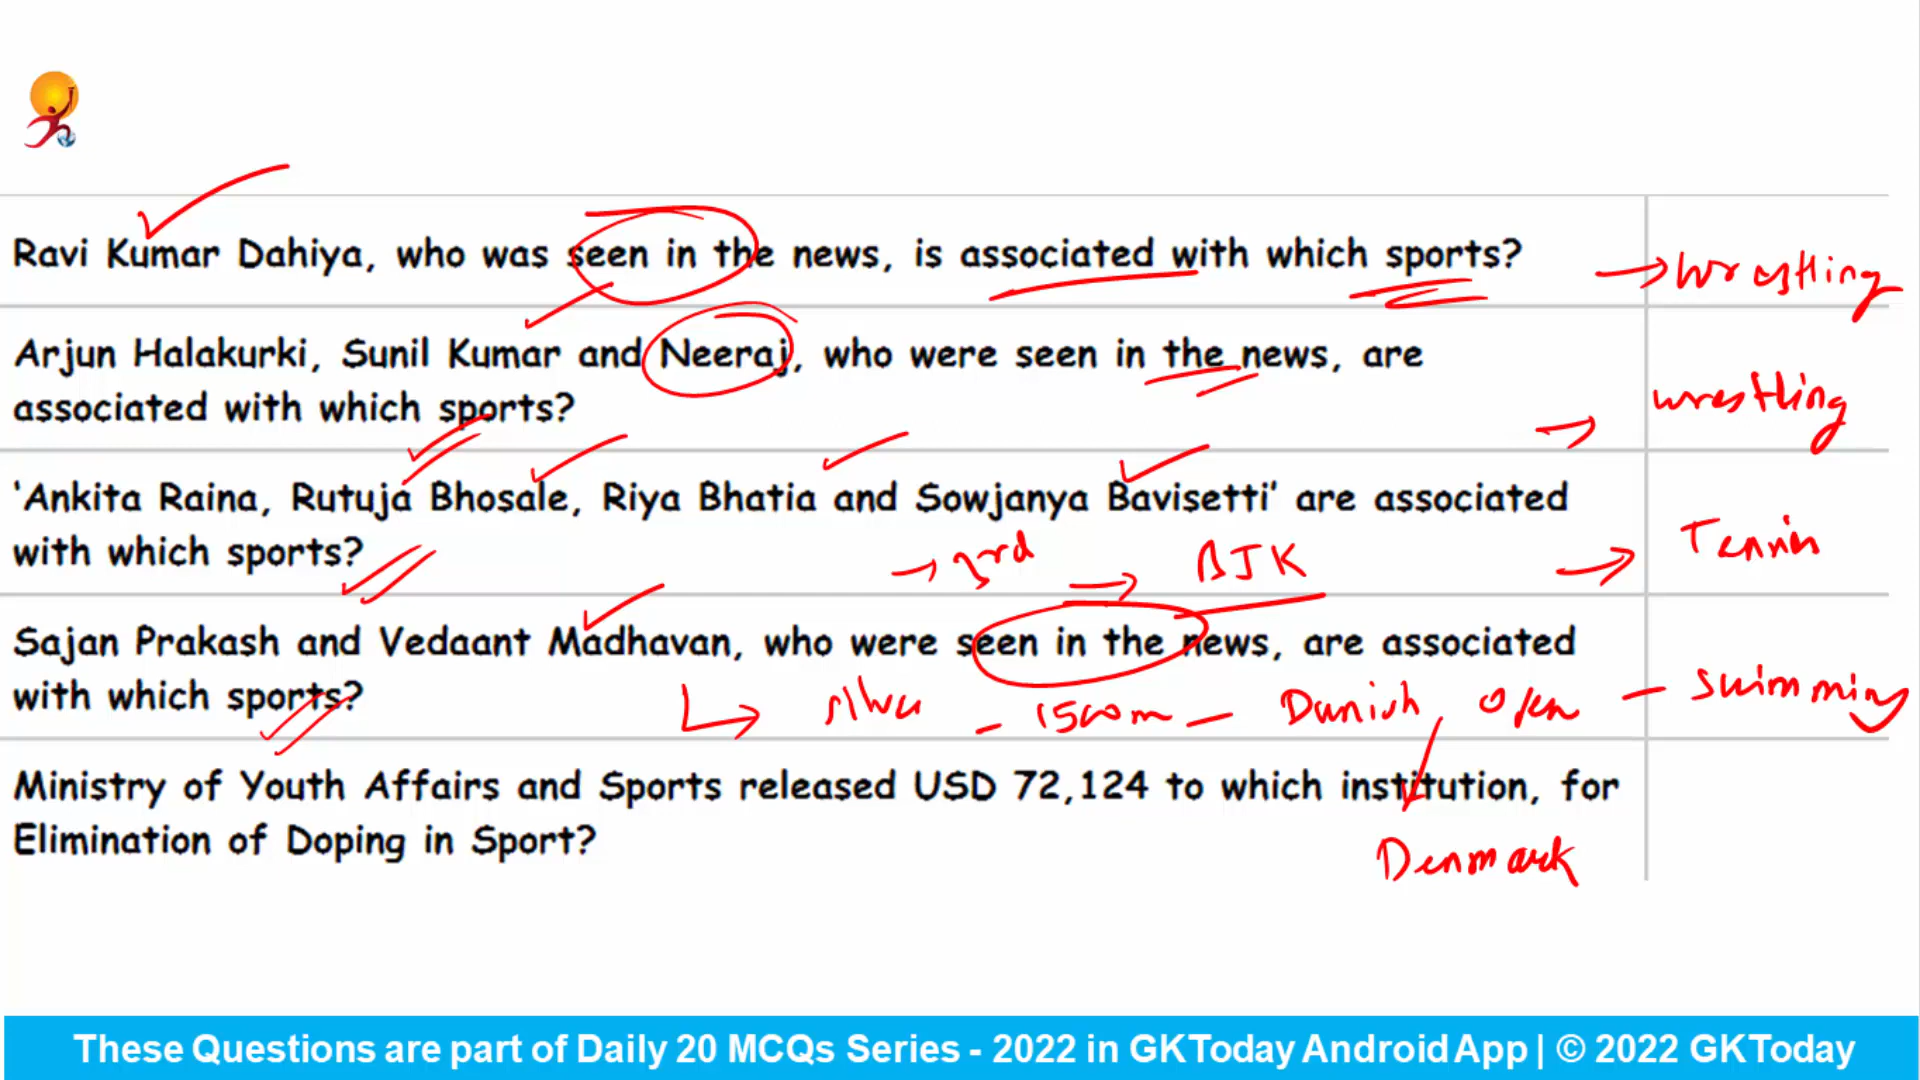 Ravi Kumar Dahiya, who was seen in the news, is associated with which sports?
→ wrestling
Arjun Halakurki, Sunil Kumar and Neeraj, who were seen in the news, are
associated with which sports?
→ wrestling
'Ankita Raina, Rutuja Bhosale, Riya Bhatia and Sowjanya Bavisetti' are associated
with which sports?
→ 3rd → BJK → Tennis
Sajan Prakash and Vedaant Madhavan, who were seen in the news, are associated
with which sports?
silver - 1500m - Danish Open - swimming
Ministry of Youth Affairs and Sports released USD 72,124 to which institution, for
Elimination of Doping in Sport?
Denmark
These Questions are part of Daily 20 MCQs Series - 2022 in GKToday Android App | © 2022 GKToday